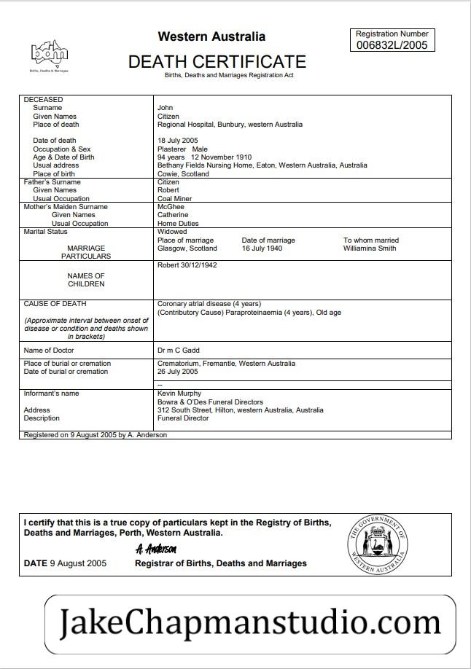 Western Australia
Registration Number
006832L/2005
DEATH CERTIFICATE
Births, Deaths and Marriages Registration Act
bdm
Births, Deaths & Marriages
DECEASED
Surname John
Given Names Citizen
Place of death Regional Hospital, Bunbury, western Australia
Date of death 18 July 2005
Occupation & Sex Plasterer Male
Age & Date of Birth 94 years 12 November 1910
Usual address Bethany Fields Nursing Home, Eaton, Western Australia, Australia
Place of birth Cowie, Scotland
Father's Surname Citizen
Given Names Robert
Usual Occupation Coal Miner
Mother's Maiden Surname McGhee
Given Names Catherine
Usual Occupation Home Duties
Marital Status Widowed
Place of marriage Date of marriage To whom married
MARRIAGE Glasgow, Scotland 16 July 1940 Williamina Smith
PARTICULARS
Robert 30/12/1942
NAMES OF
CHILDREN
CAUSE OF DEATH Coronary atrial disease (4 years)
(Contributory Cause) Paraproteinaemia (4 years), Old age
(Approximate interval between onset of
disease or condition and deaths shown
in brackets)
Name of Doctor Dr m C Gadd
Place of burial or cremation Crematorium, Fremantle, Western Australia
Date of burial or cremation 26 July 2005
--
Informant's name Kevin Murphy
Bowra & O'Des Funeral Directors
Address 312 South Street, Hilton, western Australia, Australia
Description Funeral Director
Registered on 9 August 2005 by A. Anderson
I certify that this is a true copy of particulars kept in the Registry of Births,
Deaths and Marriages, Perth, Western Australia.
A. Anderson
DATE 9 August 2005 Registrar of Births, Deaths and Marriages
THE GOVERNMENT OF
WESTERN AUSTRALIA
JakeChapmanstudio.com